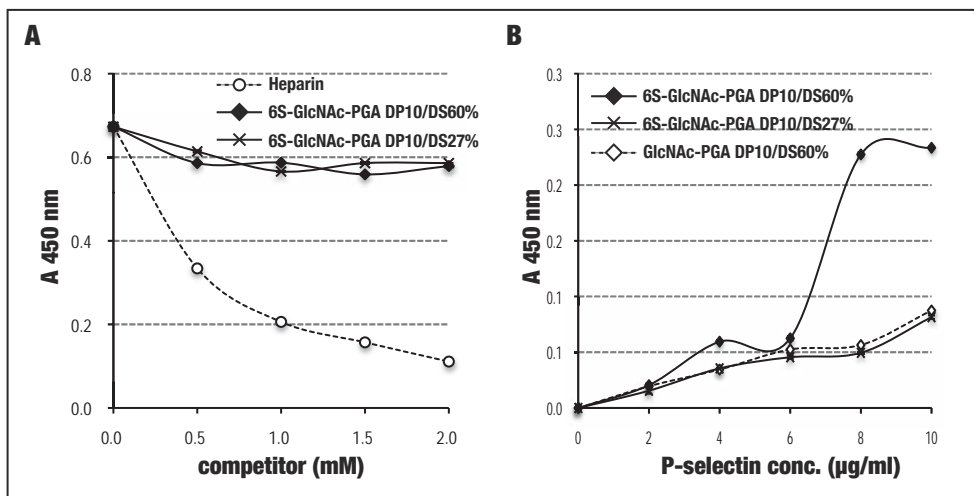 A
0.8
0.6
0.4
0.2
0.0
A 450 nm
Heparin
6S-GlcNAc-PGA DP10/DS60%
6S-GlcNAc-PGA DP10/DS27%
0.0 0.5 1.0 1.5 2.0
competitor (mM)
B
0.3
0.3
0.2
0.2
0.1
0.1
0.0
A 450 nm
6S-GlcNAc-PGA DP10/DS60%
6S-GlcNAc-PGA DP10/DS27%
GlcNAc-PGA DP10/DS60%
0 2 4 6 8 10
P-selectin conc. (µg/ml)